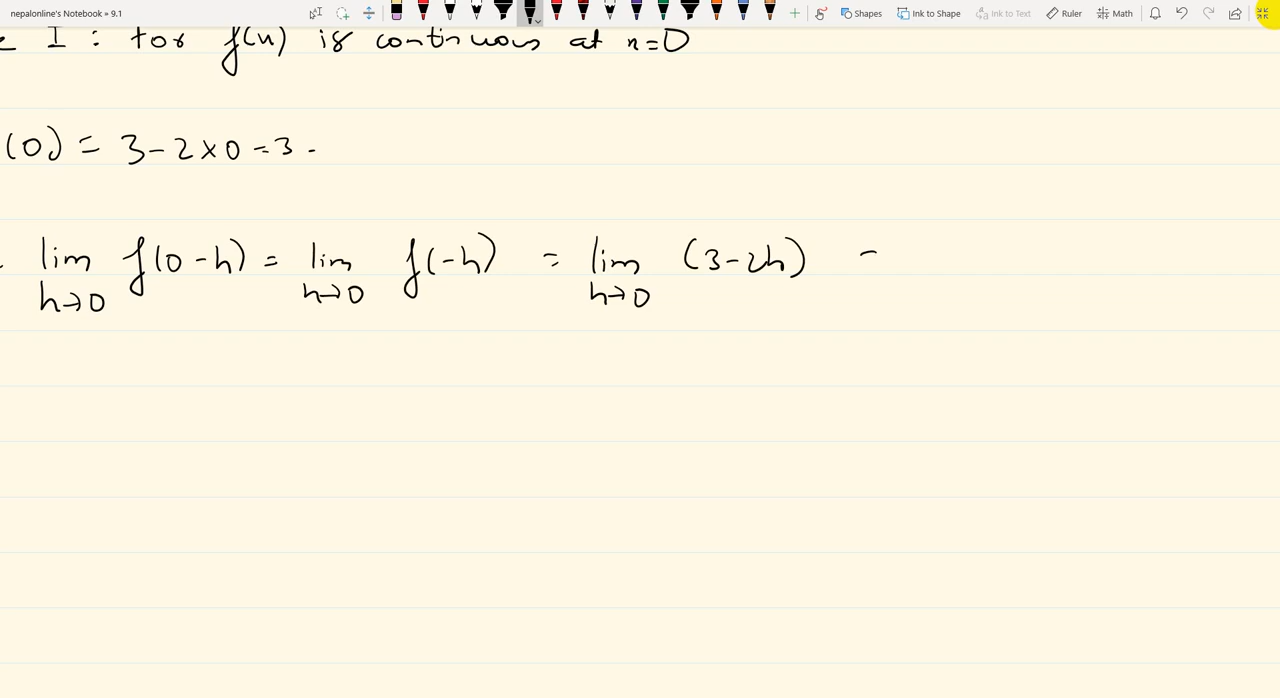 nepalonline's Notebook » 9.1 Shapes Ink to Shape Ink to Text Ruler Math
I : for f(x) is continuous at x=0
(0) = 3-2×0 =3.
lim f(0-h) = lim f(-h) = lim (3-2h) =
h→0 h→0 h→0